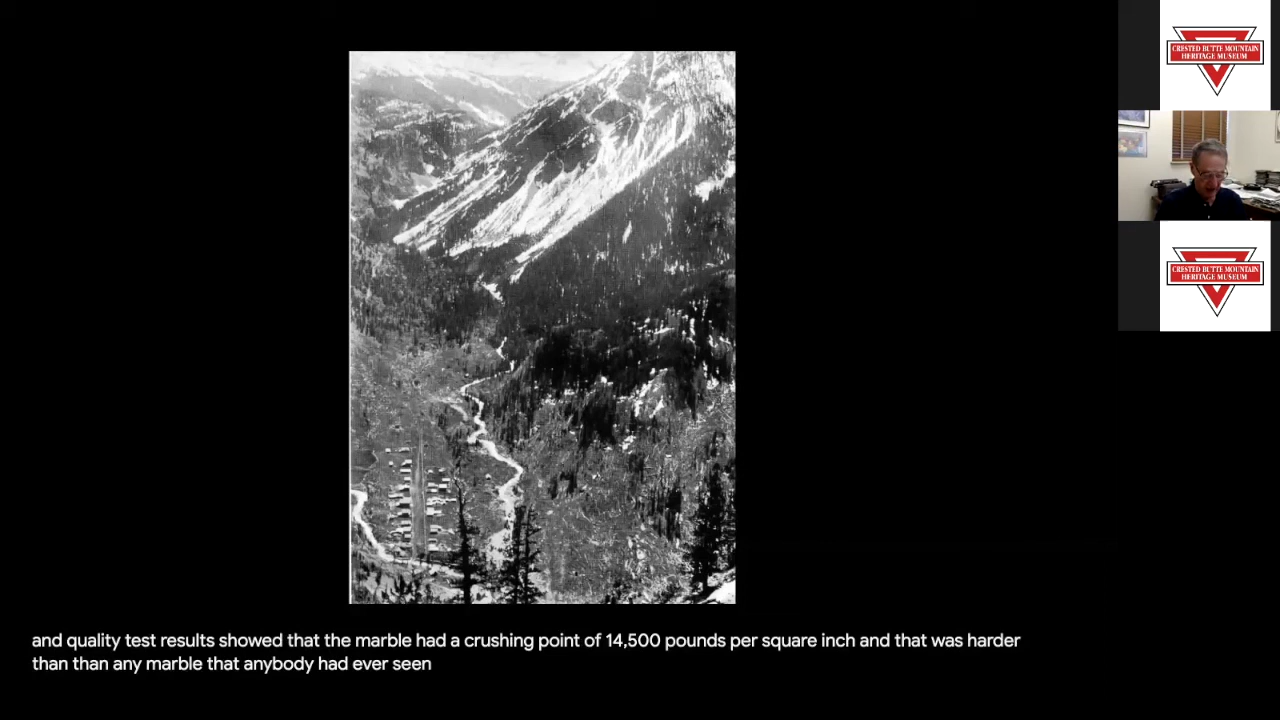 CRESTED BUTTE MOUNTAIN
HERITAGE MUSEUM
CRESTED BUTTE MOUNTAIN
HERITAGE MUSEUM
and quality test results showed that the marble had a crushing point of 14,500 pounds per square inch and that was harder
than than any marble that anybody had ever seen